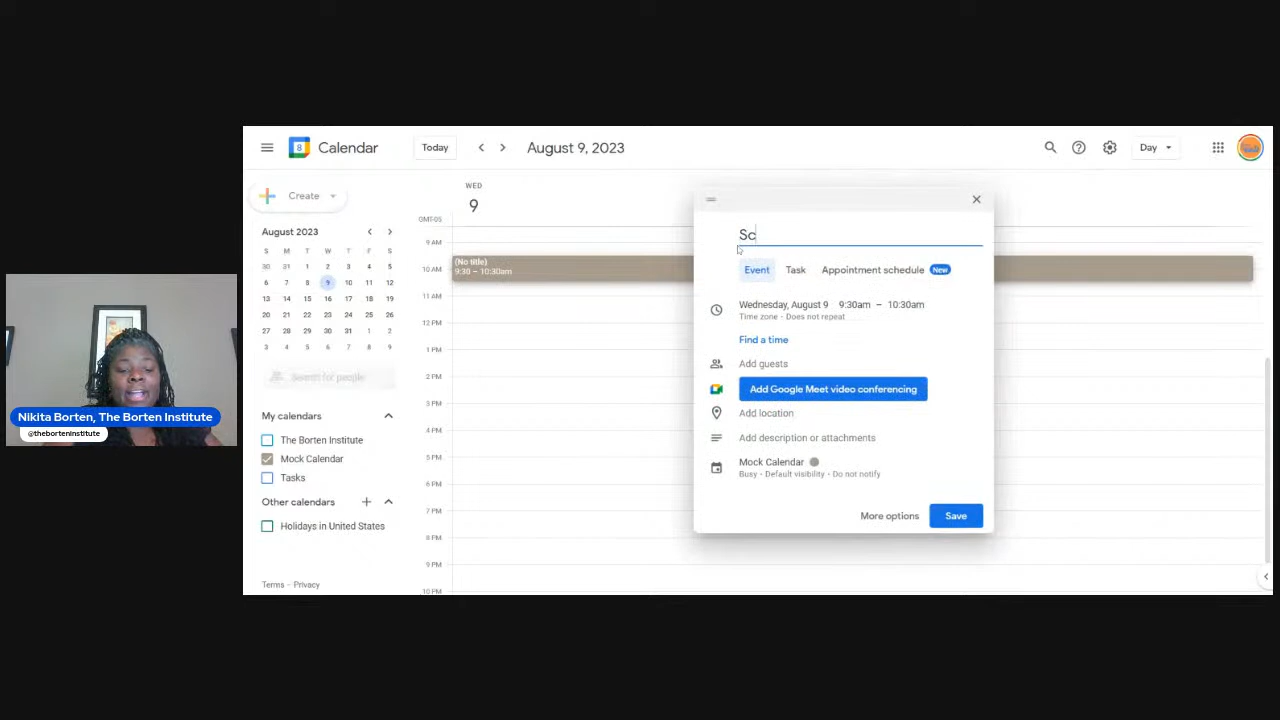 Calendar
Today
August 9, 2023
Day
Create
August 2023
S M T W T F S
30 31 1 2 3 4 5
6 7 8 9 10 11 12
13 14 15 16 17 18 19
20 21 22 23 24 25 26
27 28 29 30 31 1 2
3 4 5 6 7 8 9
Search for people
My calendars
The Borten Institute
Mock Calendar
Tasks
Other calendars
Holidays in United States
Terms – Privacy
WED
9
GMT-05
9 AM
10 AM
11 AM
12 PM
1 PM
2 PM
3 PM
4 PM
5 PM
6 PM
7 PM
8 PM
9 PM
10 PM
(No title)
9:30 – 10:30am
Sc
Event Task Appointment schedule New
Wednesday, August 9 9:30am – 10:30am
Time zone · Does not repeat
Find a time
Add guests
Add Google Meet video conferencing
Add location
Add description or attachments
Mock Calendar
Busy · Default visibility · Do not notify
More options
Save
Nikita Borten, The Borten Institute
@theborteninstitute